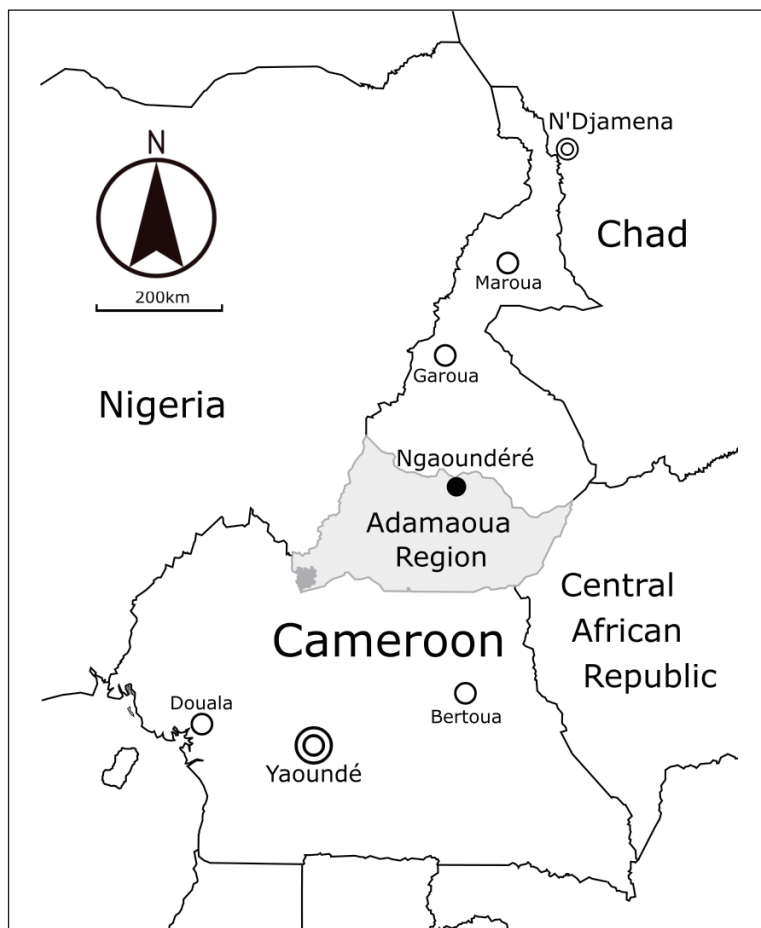 N
N'Djamena
Chad
Maroua
200km
Garoua
Nigeria
Ngaoundéré
Adamaoua
Region
Central
African
Republic
Cameroon
Douala
Bertoua
Yaoundé